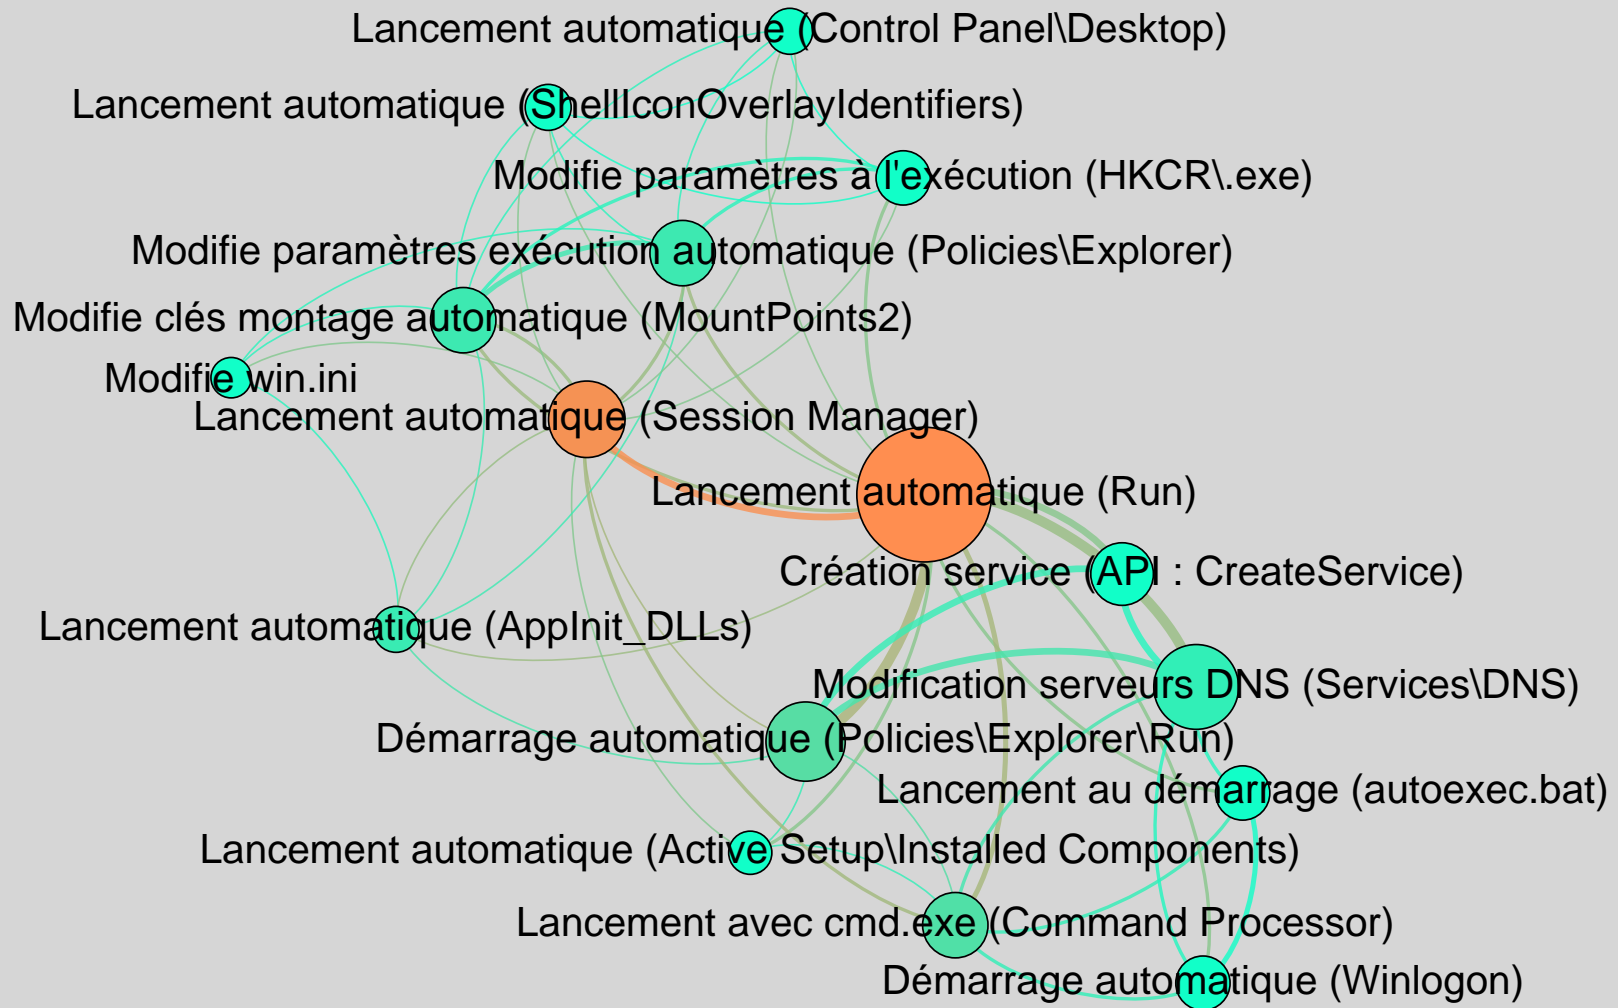 Lancement automatique (Control Panel\Desktop)
Lancement automatique (ShellIconOverlayIdentifiers)
Modifie paramètres à l'exécution (HKCR\.exe)
Modifie paramètres exécution automatique (Policies\Explorer)
Modifie clés montage automatique (MountPoints2)
Modifie win.ini
Lancement automatique (Session Manager)
Lancement automatique (Run)
Création service (API : CreateService)
Lancement automatique (AppInit_DLLs)
Modification serveurs DNS (Services\DNS)
Démarrage automatique (Policies\Explorer\Run)
Lancement au démarrage (autoexec.bat)
Lancement automatique (Active Setup\Installed Components)
Lancement avec cmd.exe (Command Processor)
Démarrage automatique (Winlogon)